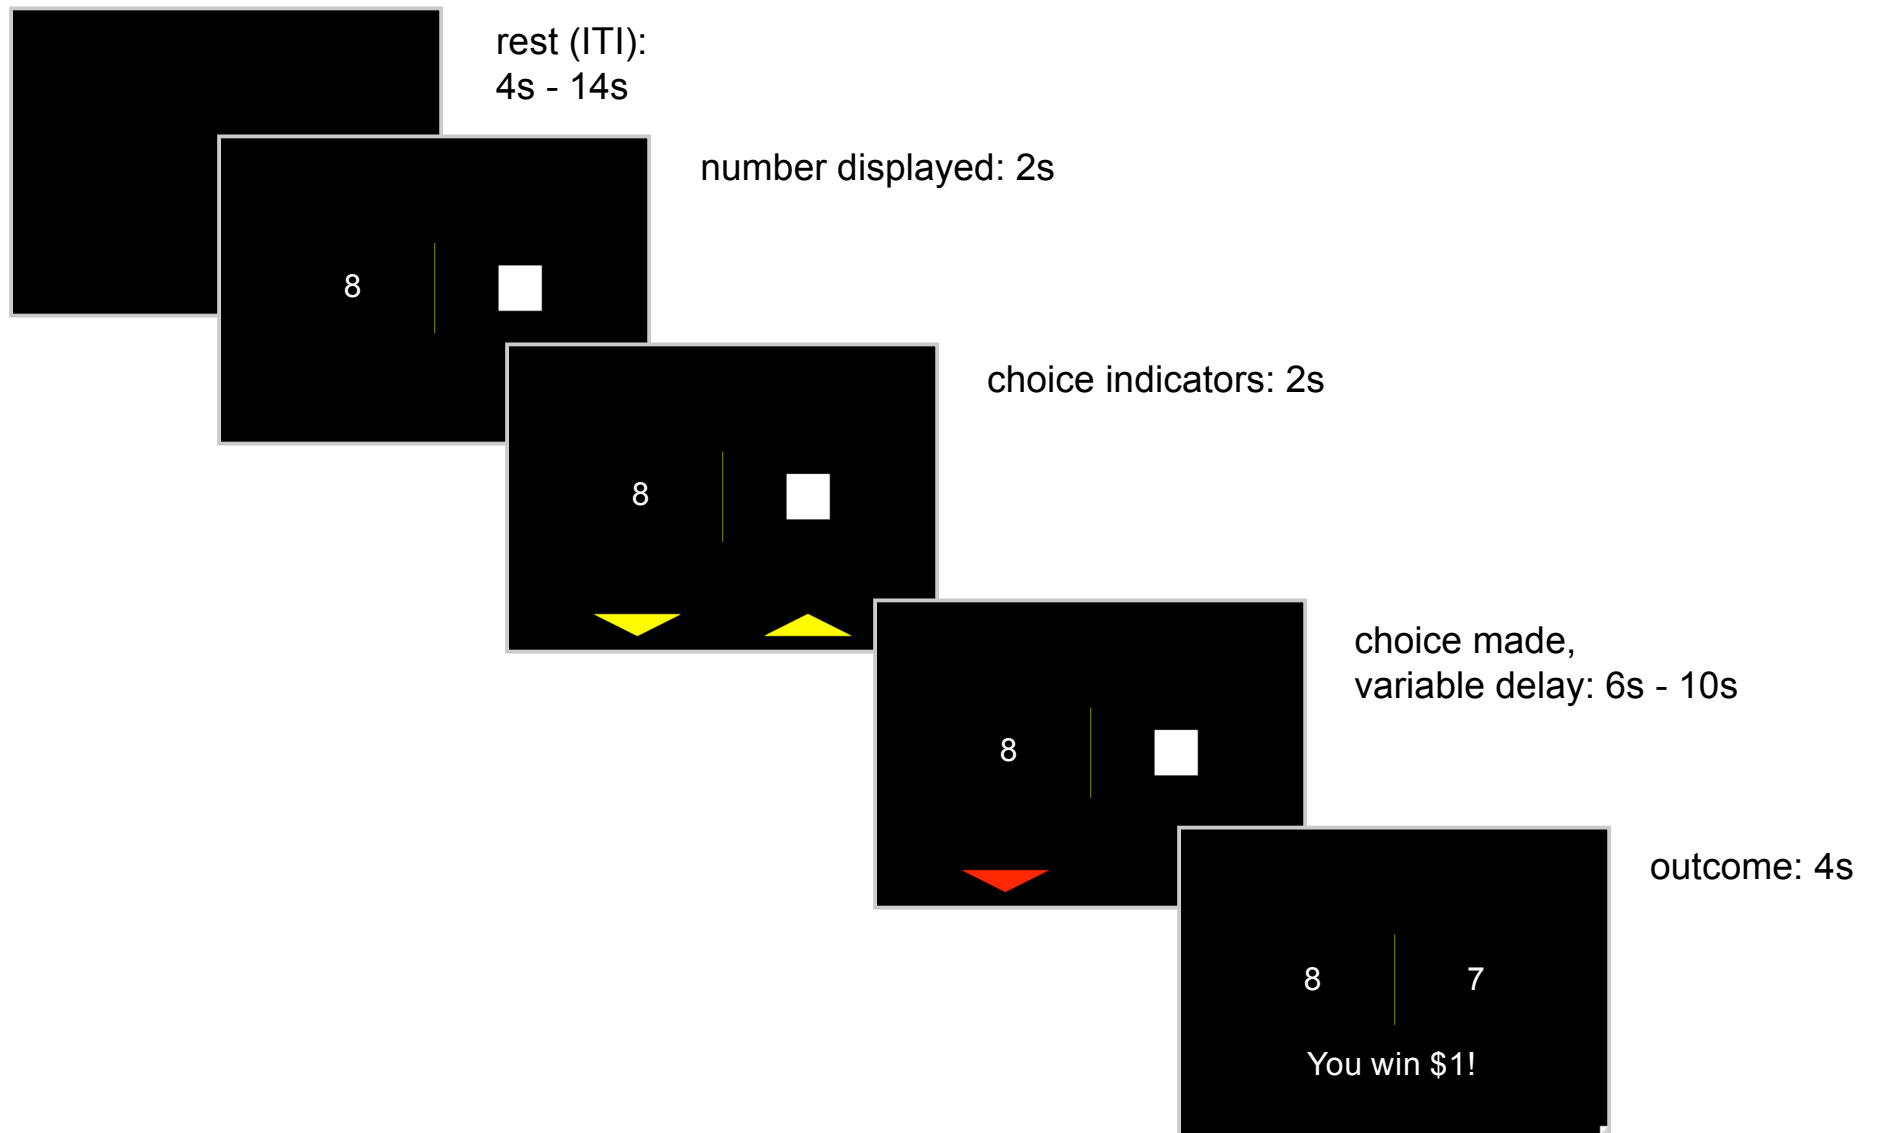 rest (ITI):
4s - 14s
number displayed: 2s
8
choice indicators: 2s
8
choice made,
variable delay: 6s - 10s
8
outcome: 4s
8 7
You win $1!